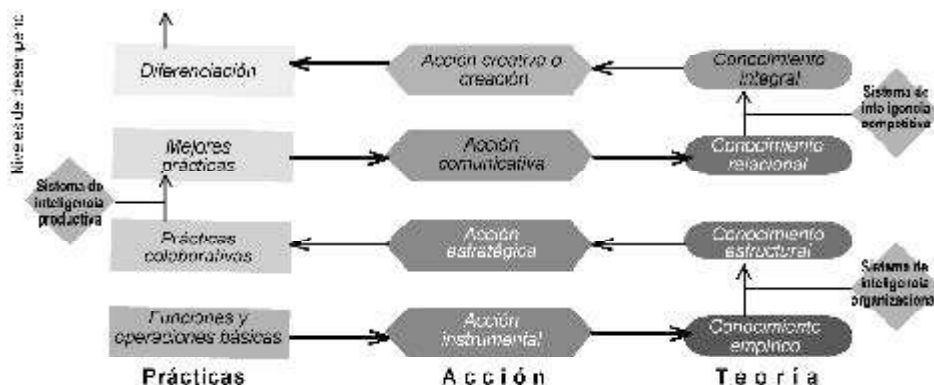 Niveles de desempeño
Diferenciación
Acción creativa o
creación
Conocimiento
integral
Sistema de
inteligencia
competitiva
Mejores
prácticas
Acción
comunicativa
Conocimiento
relacional
Sistema de
inteligencia
productiva
Prácticas
colaborativas
Acción
estratégica
Conocimiento
estructural
Sistema de
inteligencia
organizacional
Funciones y
operaciones básicas
Acción
instrumental
Conocimiento
empírico
Prácticas
Acción
Teoría